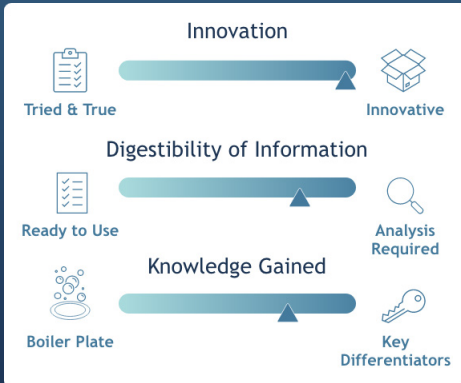 Innovation
Tried & True
Innovative
Digestibility of Information
Ready to Use
Analysis
Required
Knowledge Gained
Boiler Plate
Key
Differentiators